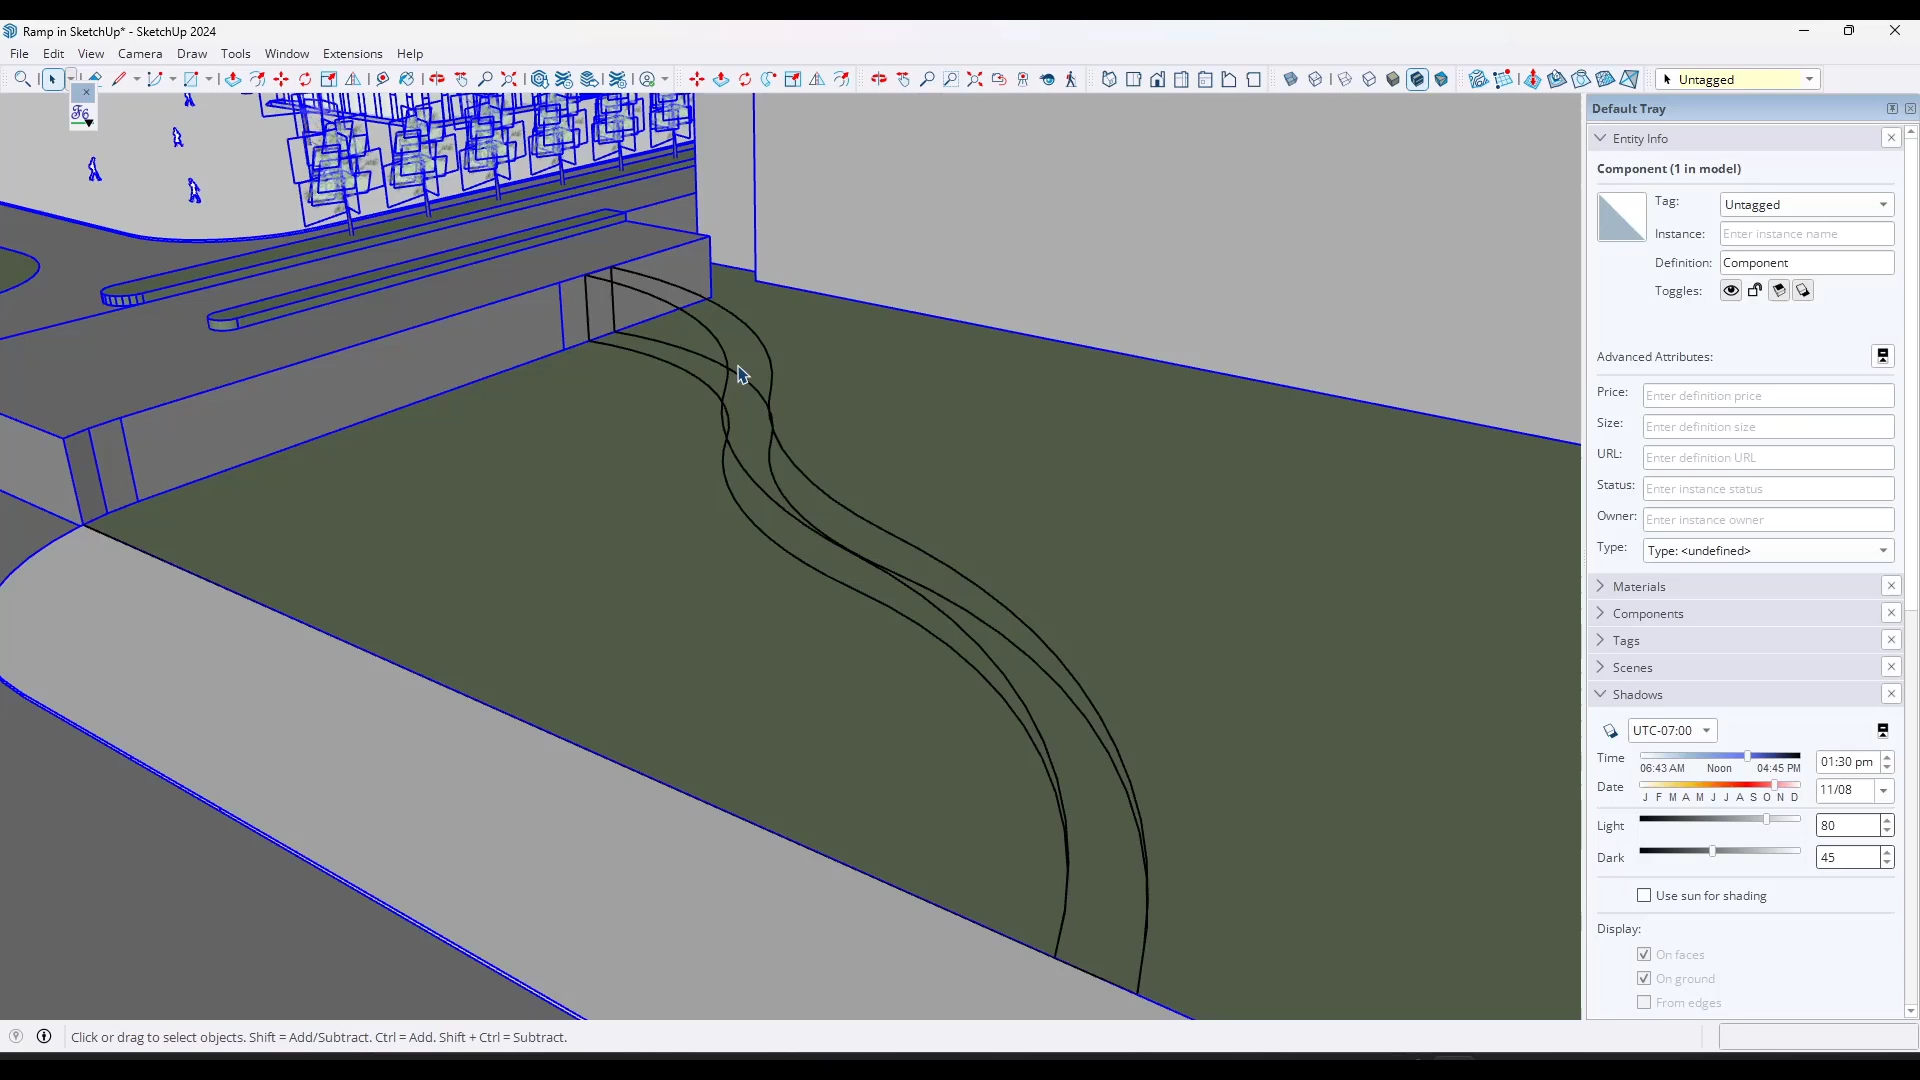 Ramp in SketchUp* - SketchUp 2024
File Edit View Camera Draw Tools Window Extensions Help
Untagged
Default Tray
Entity Info
Component (1 in model)
Tag: Untagged
Instance: Enter instance name
Definition: Component
Toggles:
Advanced Attributes:
Price: Enter definition price
Size: Enter definition size
URL: Enter definition URL
Status: Enter instance status
Owner: Enter instance owner
Type: Type: <undefined>
Materials
Components
Tags
Scenes
Shadows
UTC-07:00
Time 01:30 pm
06:43 AM Noon 04:45 PM
Date 11/08
J F M A M J J A S O N D
Light 80
Dark 45
Use sun for shading
Display:
On faces
On ground
From edges
Click or drag to select objects. Shift = Add/Subtract. Ctrl = Add. Shift + Ctrl = Subtract.